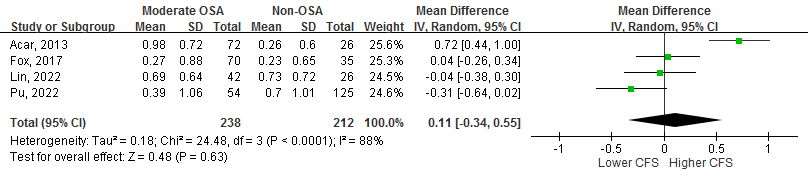 Moderate OSA Non-OSA Mean Difference Mean Difference
Study or Subgroup Mean SD Total Mean SD Total Weight IV, Random, 95% CI IV, Random, 95% CI
Acar, 2013 0.98 0.72 72 0.26 0.6 26 25.6% 0.72 [0.44, 1.00]
Fox, 2017 0.27 0.88 70 0.23 0.65 35 25.2% 0.04 [-0.26, 0.34]
Lin, 2022 0.69 0.64 42 0.73 0.72 26 24.6% -0.04 [-0.38, 0.30]
Pu, 2022 0.39 1.06 54 0.7 1.01 125 24.6% -0.31 [-0.64, 0.02]
Total (95% CI) 238 212 100.0% 0.11 [-0.34, 0.55]
Heterogeneity: Tau² = 0.18; Chi² = 24.48, df = 3 (P < 0.0001); I² = 88%
Test for overall effect: Z = 0.48 (P = 0.63)
-1 -0.5 0 0.5 1
Lower CFS Higher CFS